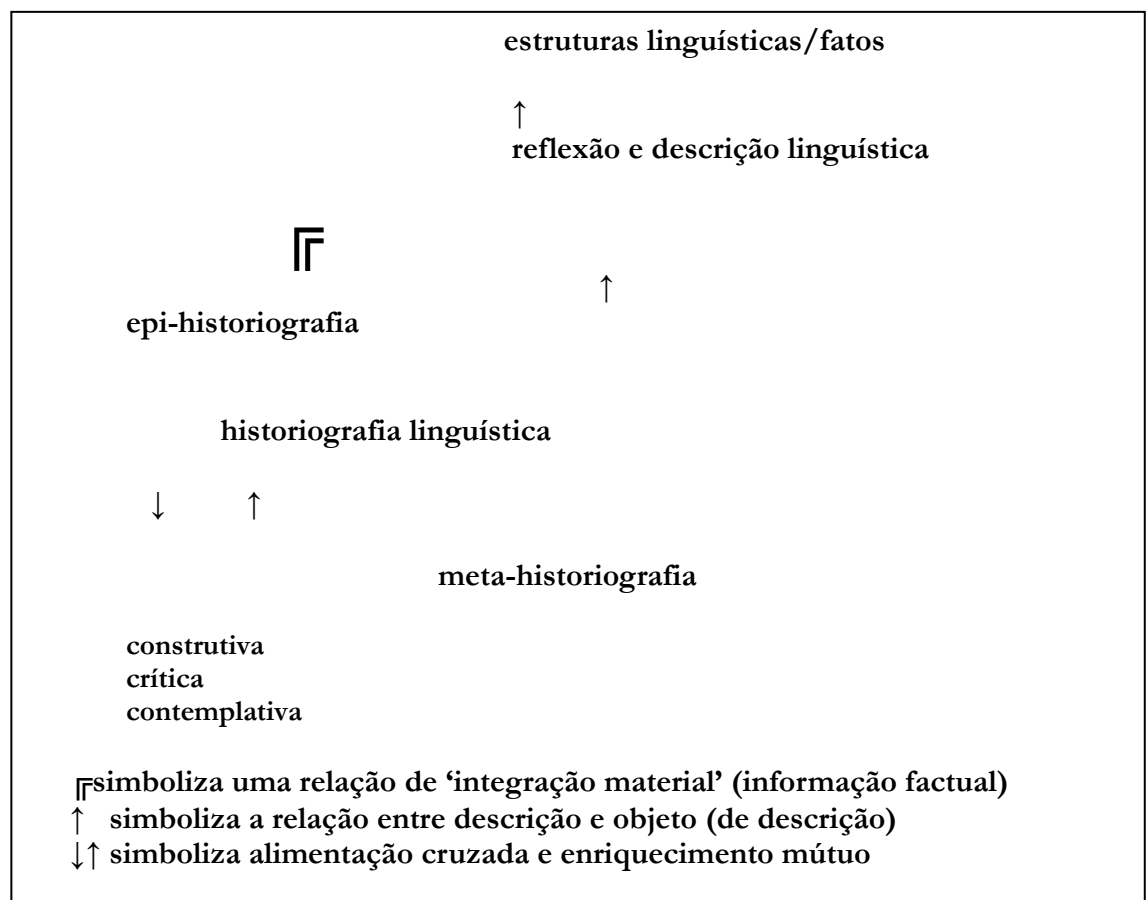 estruturas linguísticas/fatos
↑
reflexão e descrição linguística
╔
↑
epi-historiografia
historiografia linguística
↓ ↑
meta-historiografia
construtiva
crítica
contemplativa
╔simboliza uma relação de ‘integração material’ (informação factual)
↑ simboliza a relação entre descrição e objeto (de descrição)
↓↑ simboliza alimentação cruzada e enriquecimento mútuo